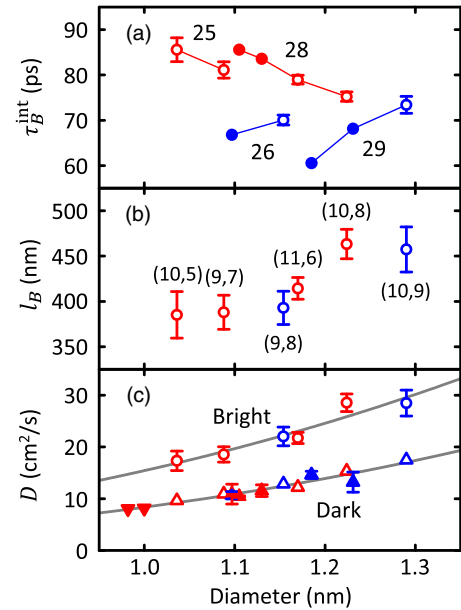 (a)
25
28
26
29
τ_B^int (ps)
90
80
70
60
(b)
(10,5)
(9,7)
(11,6)
(10,8)
(9,8)
(10,9)
l_B (nm)
500
450
400
350
(c)
Bright
Dark
D (cm²/s)
30
20
10
0
1.0
1.1
1.2
1.3
Diameter (nm)